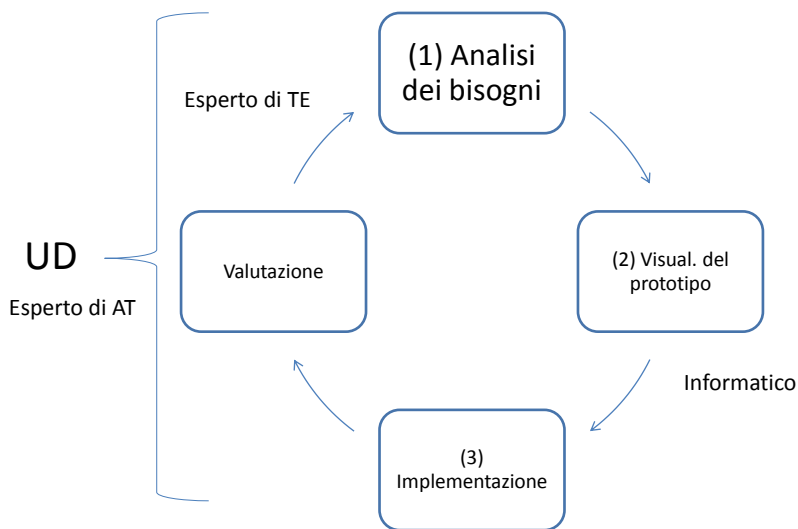 (1) Analisi
dei bisogni
Esperto di TE
UD
Esperto di AT
Valutazione
(2) Visual. del
prototipo
Informatico
(3)
Implementazione